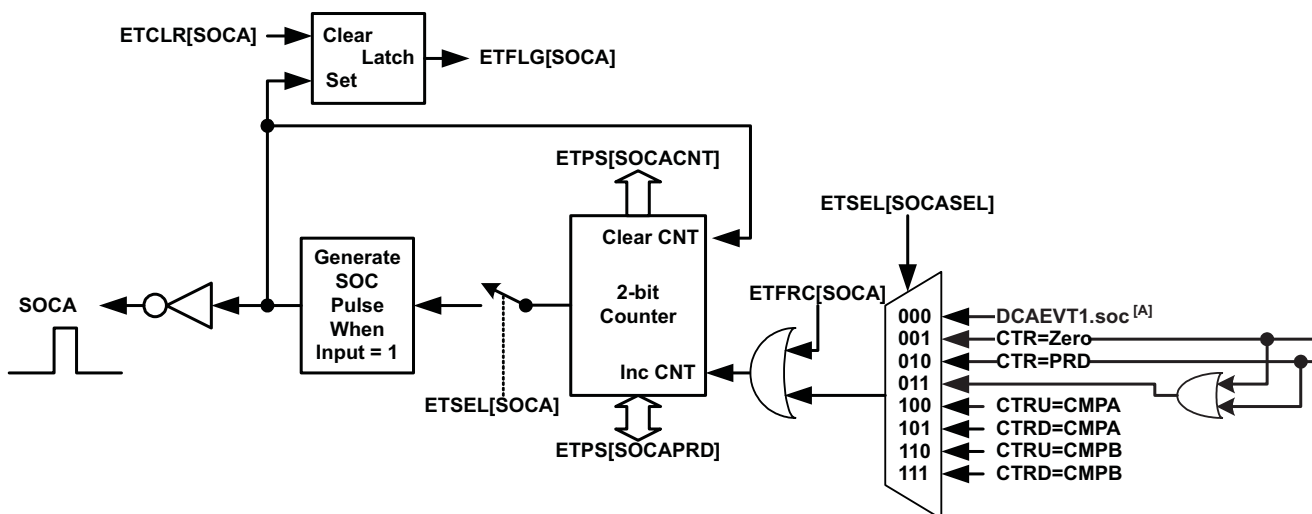 ETCLR[SOCA]
Clear
Latch
Set
ETFLG[SOCA]
ETPS[SOCACNT]
ETSEL[SOCASEL]
Clear CNT
2-bit
Counter
Inc CNT
Generate
SOC
Pulse
When
Input = 1
SOCA
ETSEL[SOCA]
ETPS[SOCAPRD]
ETFRC[SOCA]
000 DCAEVT1.soc [A]
001 CTR=Zero
010 CTR=PRD
011
100 CTRU=CMPA
101 CTRD=CMPA
110 CTRU=CMPB
111 CTRD=CMPB